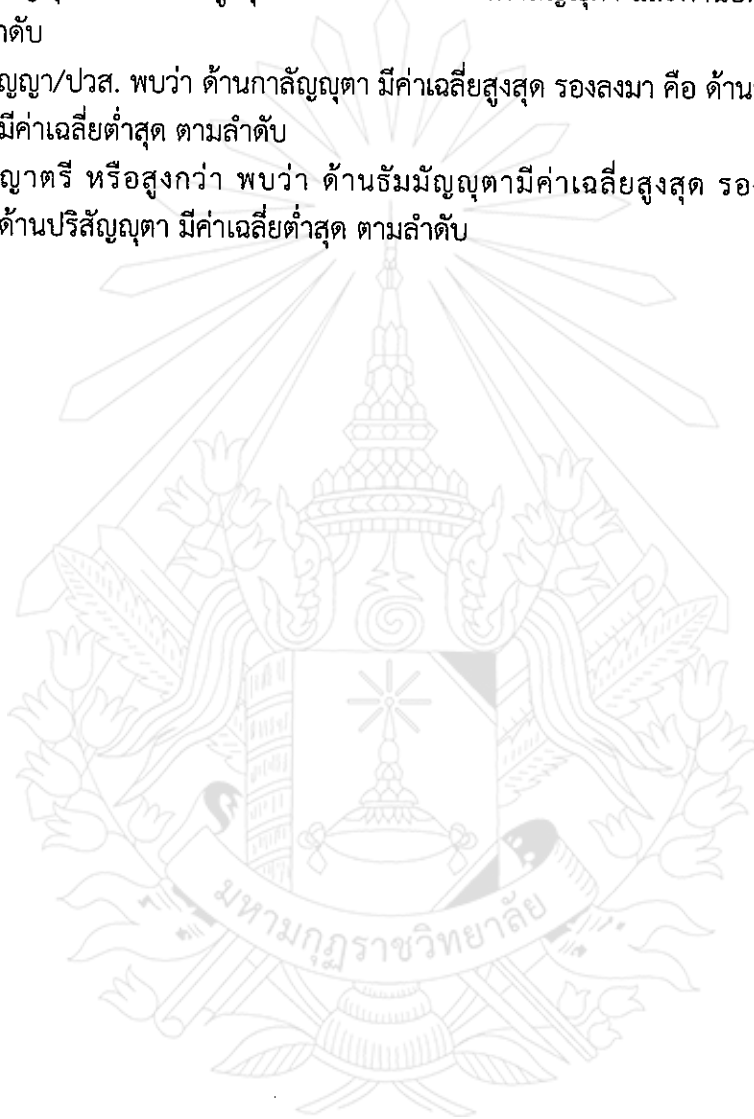 าดับ
ญญา/ปวส. พบว่า ด้านกาลัญญุตา มีค่าเฉลี่ยสูงสุด รองลงมา คือ ด้าน
มีค่าเฉลี่ยต่ำสุด ตามลำดับ
ญาตรี หรือสูงกว่า พบว่า ด้านธัมมัญญุตามีค่าเฉลี่ยสูงสุด รอง
ด้านปริสัญญุตา มีค่าเฉลี่ยต่ำสุด ตามลำดับ
มหามกุฏราชวิทยาลัย